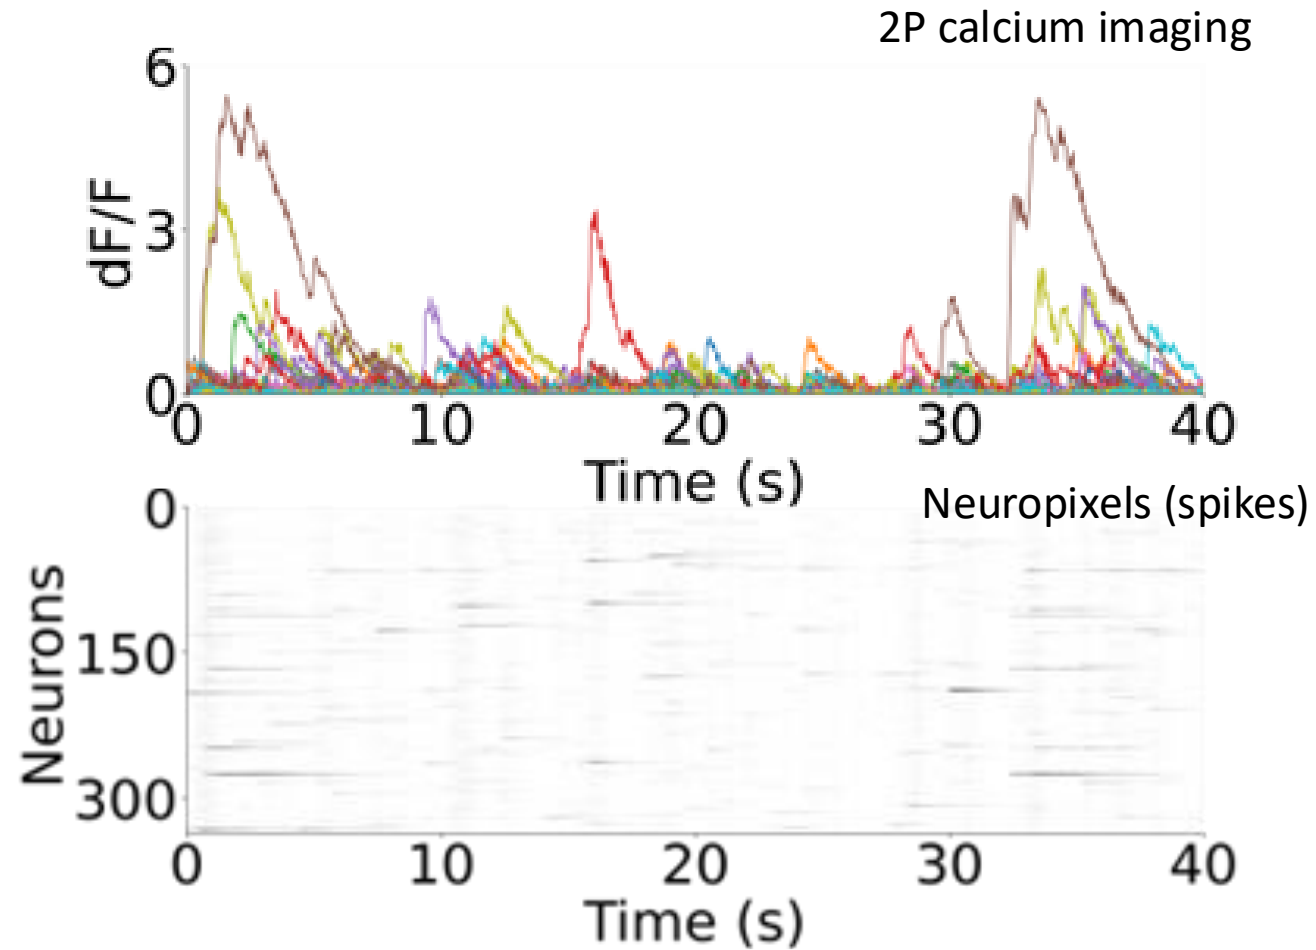 2P calcium imaging
6
3
0
dF/F
0 10 20 30 40
Time (s)
Neuropixels (spikes)
0
150
300
Neurons
0 10 20 30 40
Time (s)